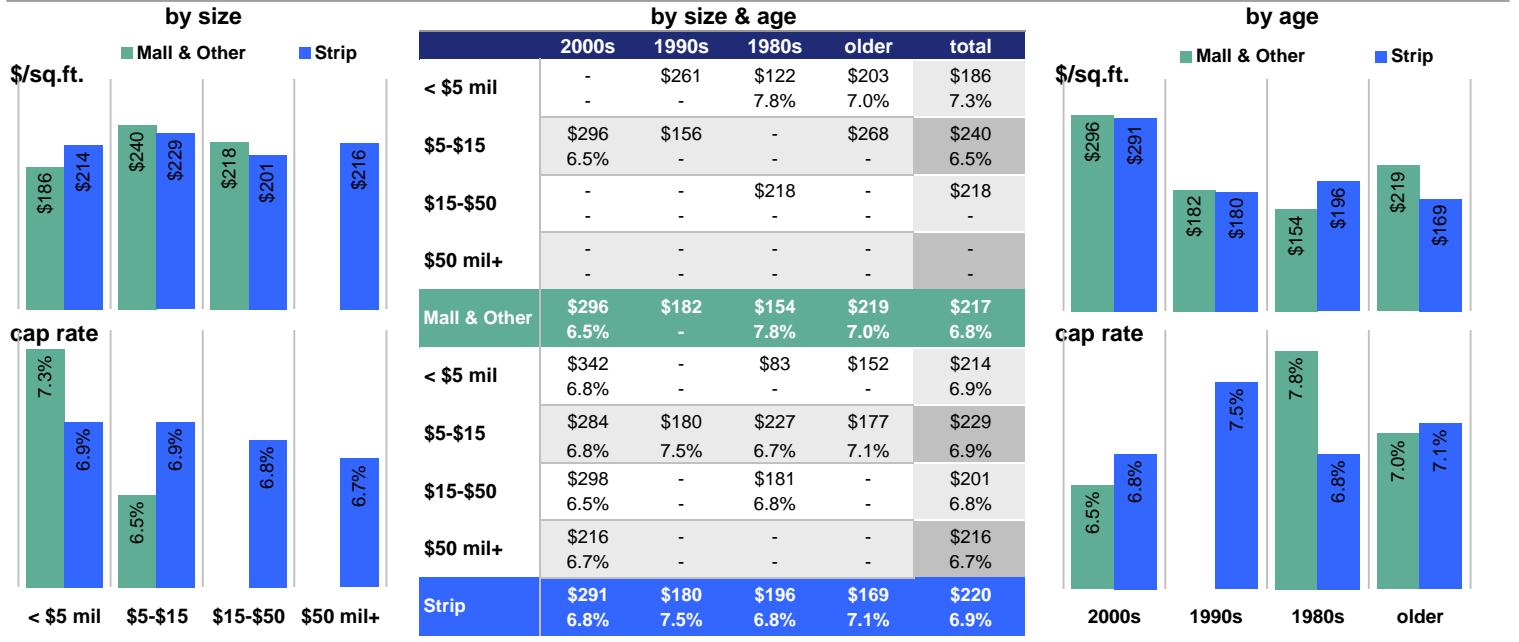 by size
Mall & Other Strip
$/sq.ft.
$186 $214 $240 $229 $218 $201 $216
cap rate
7.3% 6.9% 6.5% 6.9% 6.8% 6.7%
< $5 mil $5-$15 $15-$50 $50 mil+
by size & age
2000s 1990s 1980s older total
< $5 mil
- $261 $122 $203 $186
- - 7.8% 7.0% 7.3%
$5-$15
$296 $156 - $268 $240
6.5% - - - 6.5%
$15-$50
- - $218 - $218
- - - - -
$50 mil+
- - - - -
- - - - -
Mall & Other
$296 $182 $154 $219 $217
6.5% - 7.8% 7.0% 6.8%
< $5 mil
$342 - $83 $152 $214
6.8% - - - 6.9%
$5-$15
$284 $180 $227 $177 $229
6.8% 7.5% 6.7% 7.1% 6.9%
$15-$50
$298 - $181 - $201
6.5% - 6.8% - 6.8%
$50 mil+
$216 - - - $216
6.7% - - - 6.7%
Strip
$291 $180 $196 $169 $220
6.8% 7.5% 6.8% 7.1% 6.9%
by age
Mall & Other Strip
$/sq.ft.
$296 $291 $182 $180 $154 $196 $219 $169
cap rate
6.5% 6.8% 7.5% 7.8% 6.8% 7.0% 7.1%
2000s 1990s 1980s older